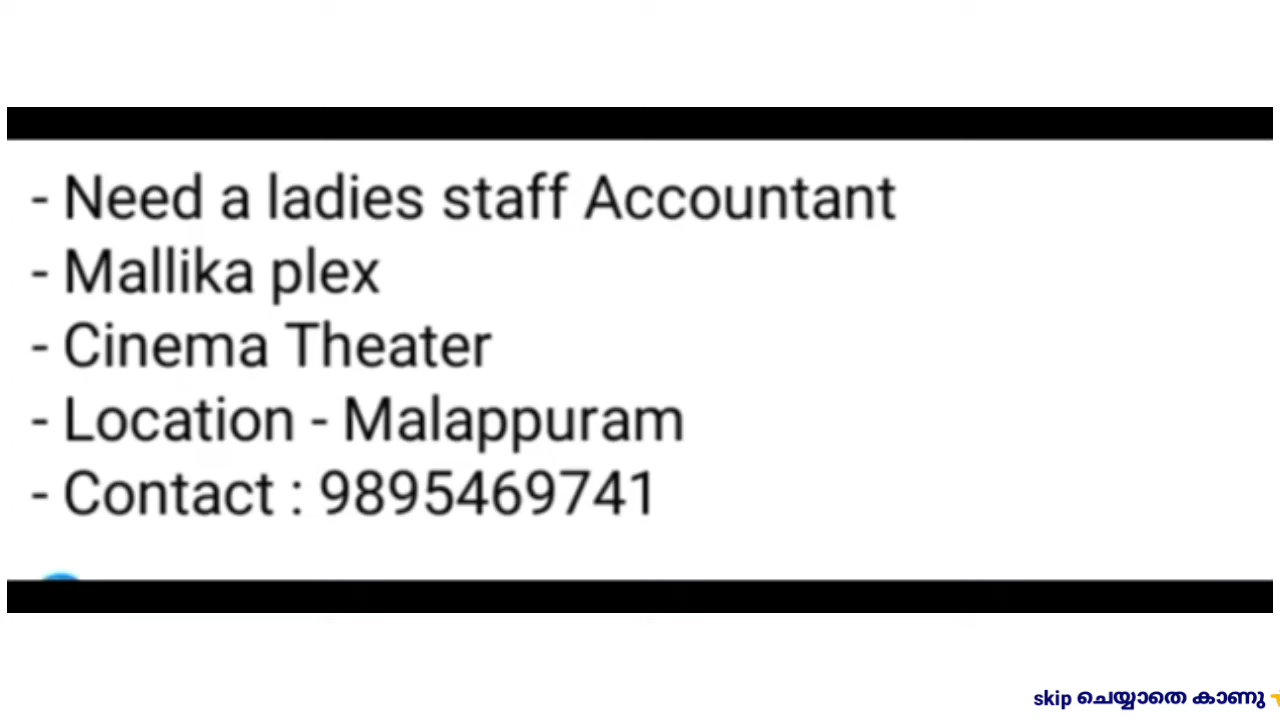 - Need a ladies staff Accountant
- Mallika plex
- Cinema Theater
- Location - Malappuram
- Contact : 9895469741
skip ചെയ്യാതെ കാണു